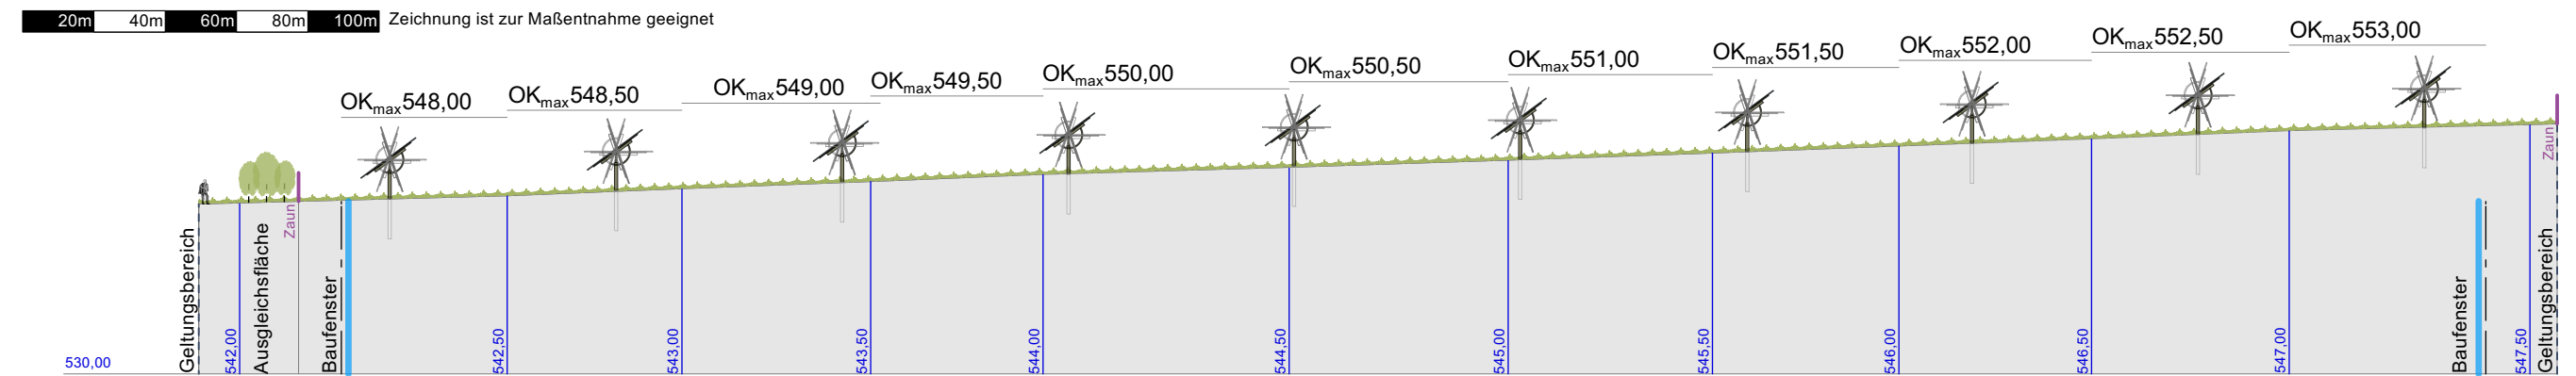 20m 40m 60m 80m 100m Zeichnung ist zur Maßentnahme geeignet
OKmax548,00
OKmax548,50
OKmax549,00
OKmax549,50
OKmax550,00
OKmax550,50
OKmax551,00
OKmax551,50
OKmax552,00
OKmax552,50
OKmax553,00
530,00
Geltungsbereich
542,00
Ausgleichsfläche
Zaun
Baufenster
542,50
543,00
543,50
544,00
544,50
545,00
545,50
546,00
546,50
547,00
Baufenster
547,50
Geltungsbereich
Zaun